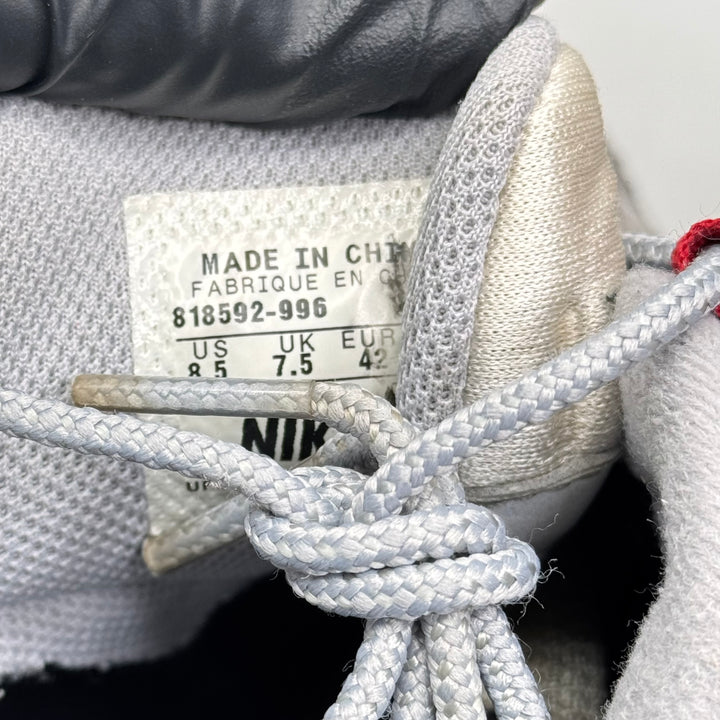 MADE IN CHI
FABRIQUE EN C
818592-996
US UK EUR
8.5 7.5 42
NIK